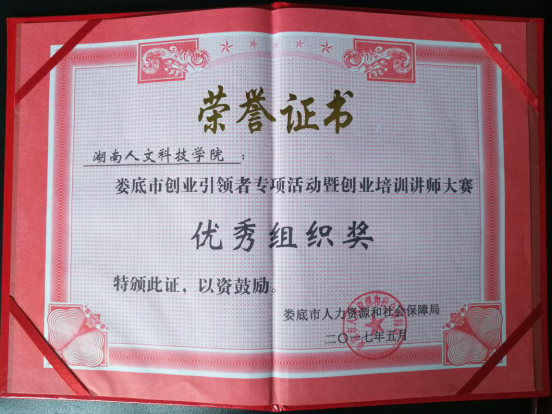 荣誉证书
湖南人文科技学院：
娄底市创业引领者专项活动暨创业培训讲师大赛
优秀组织奖
特颁此证，以资鼓励。
娄底市人力资源和社会保障局
二〇一七年五月